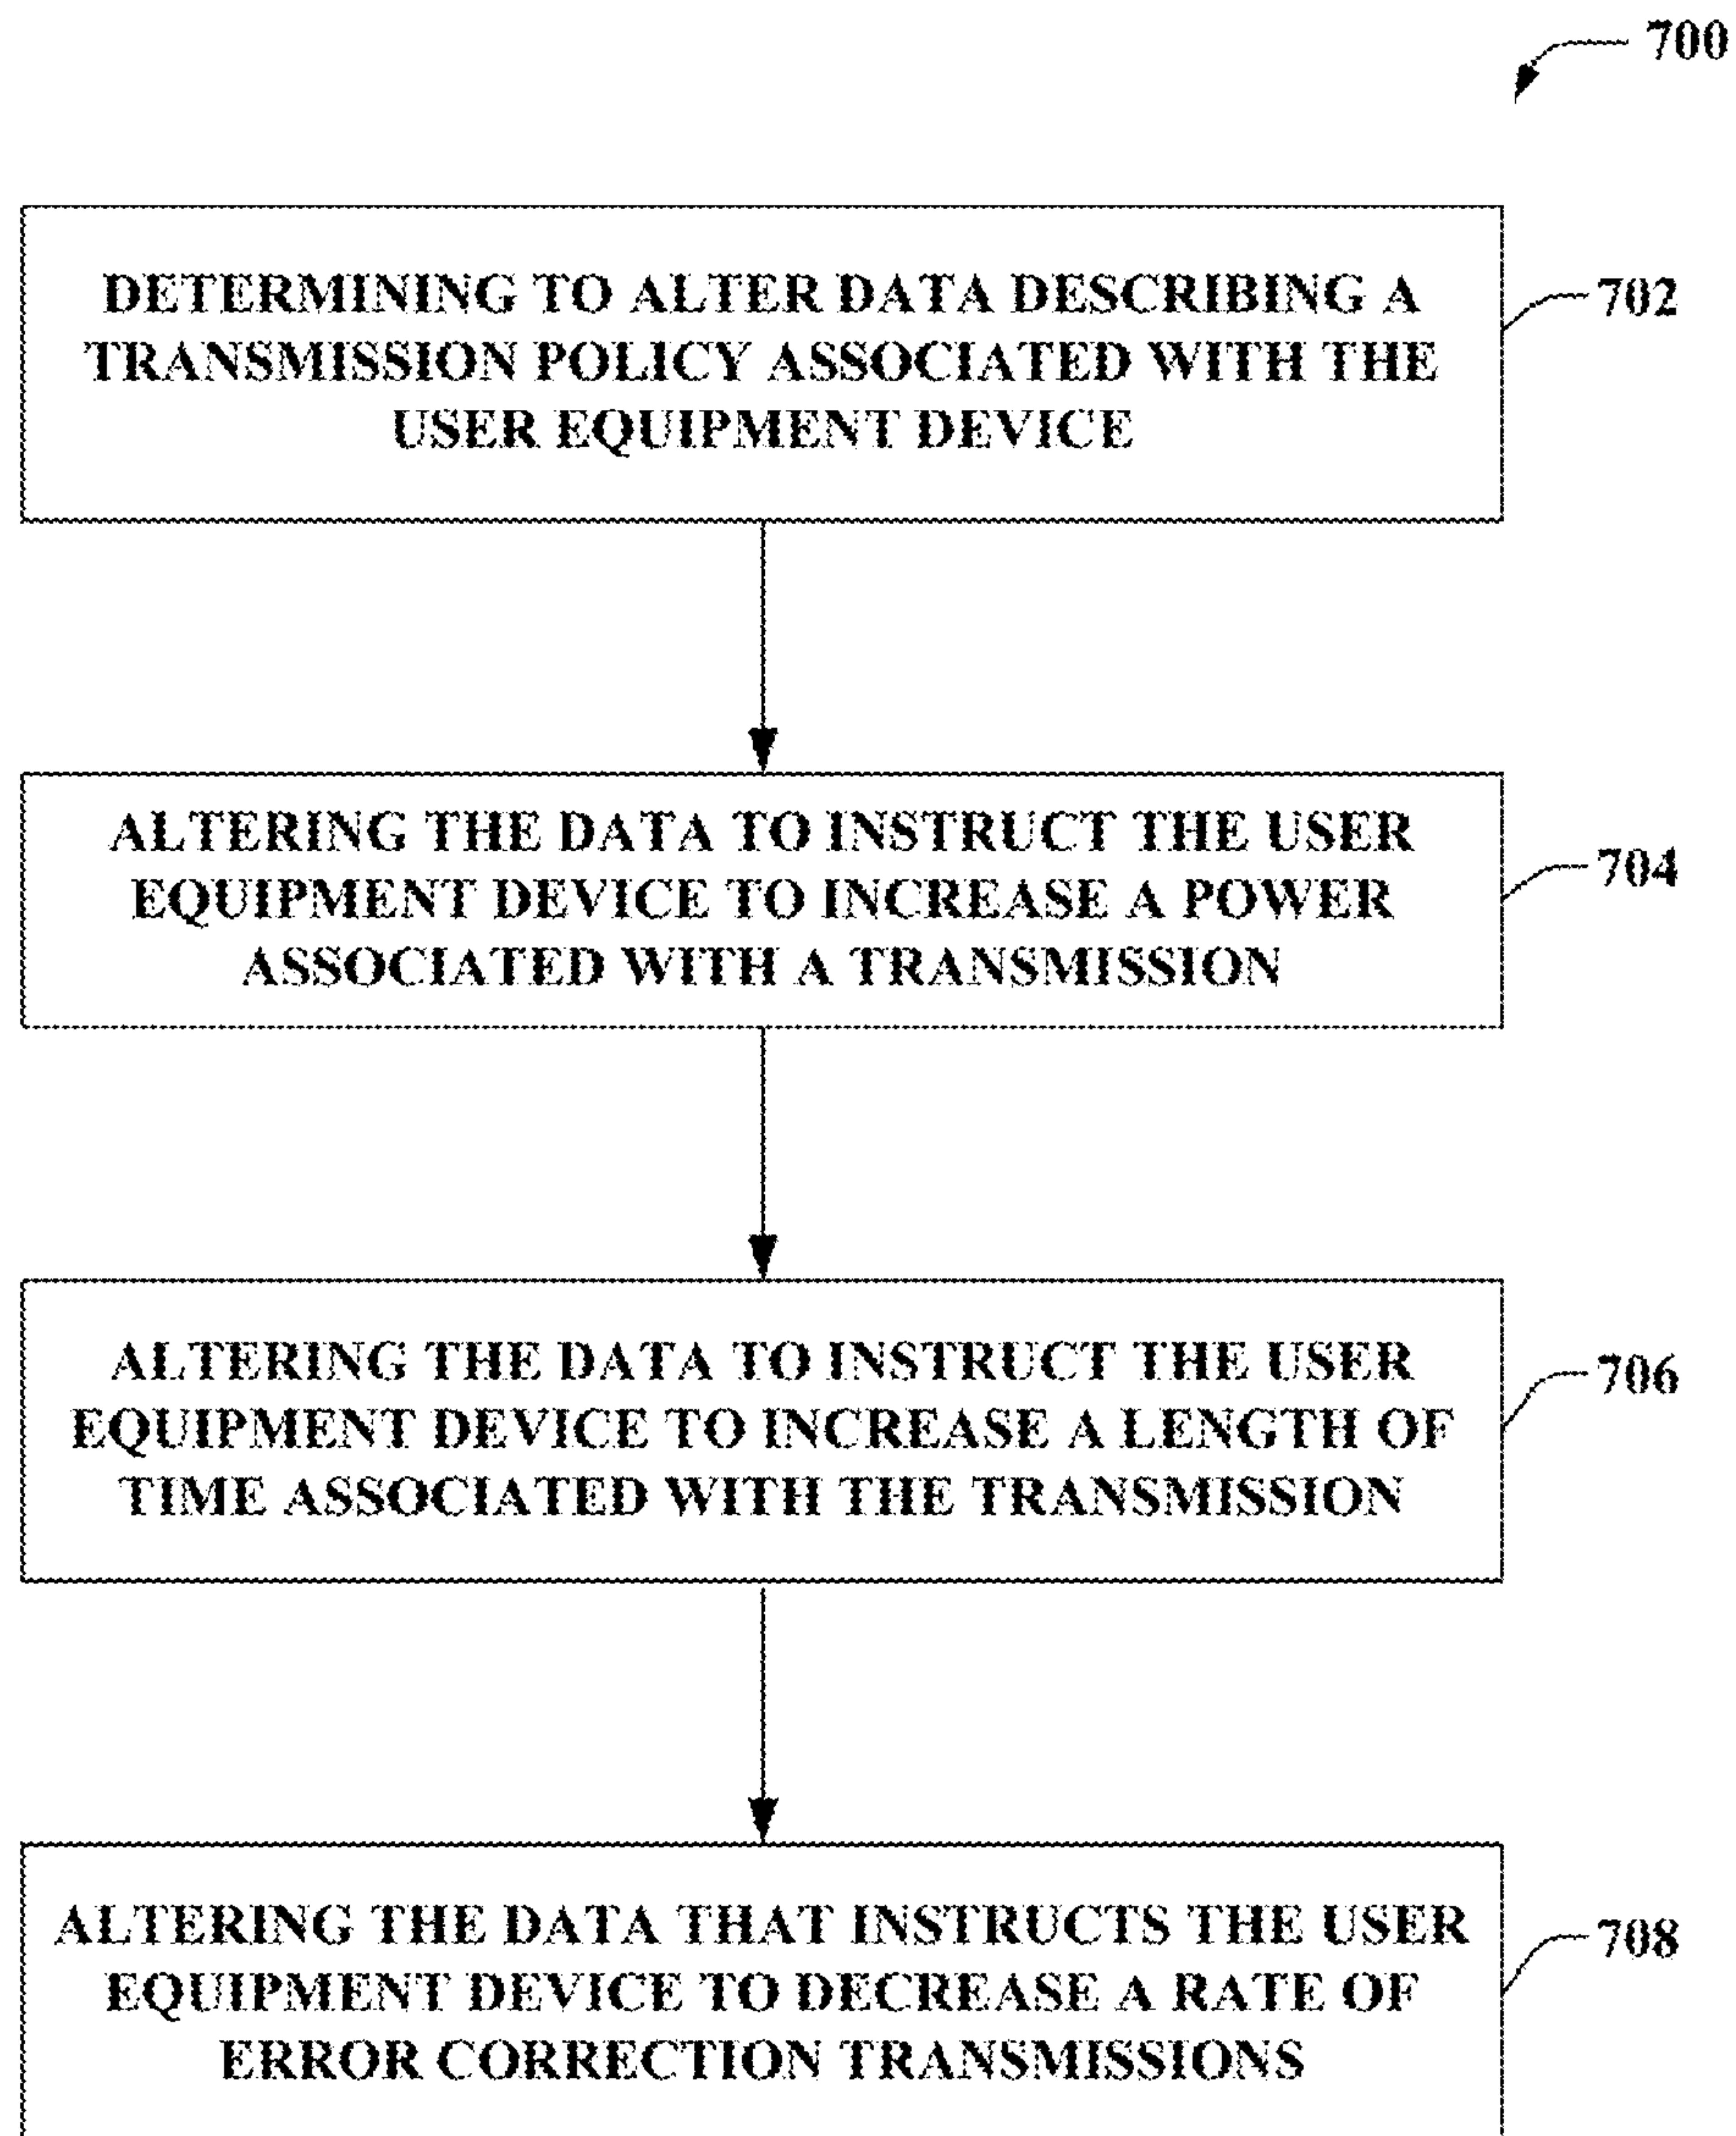 700
DETERMINING TO ALTER DATA DESCRIBING A
TRANSMISSION POLICY ASSOCIATED WITH THE
USER EQUIPMENT DEVICE
702
ALTERING THE DATA TO INSTRUCT THE USER
EQUIPMENT DEVICE TO INCREASE A POWER
ASSOCIATED WITH A TRANSMISSION
704
ALTERING THE DATA TO INSTRUCT THE USER
EQUIPMENT DEVICE TO INCREASE A LENGTH OF
TIME ASSOCIATED WITH THE TRANSMISSION
706
ALTERING THE DATA THAT INSTRUCTS THE USER
EQUIPMENT DEVICE TO DECREASE A RATE OF
ERROR CORRECTION TRANSMISSIONS
708